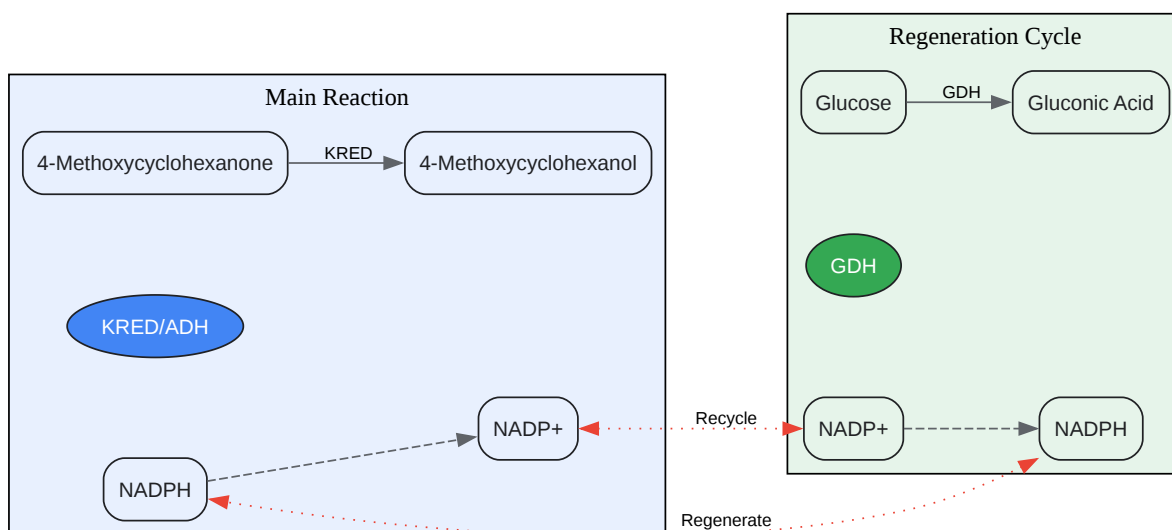 Regeneration Cycle
Glucose
GDH
Gluconic Acid
Main Reaction
4-Methoxycyclohexanone
KRED
4-Methoxycyclohexanol
GDH
KRED/ADH
NADP+
Recycle
NADP+
NADPH
NADPH
Regenerate